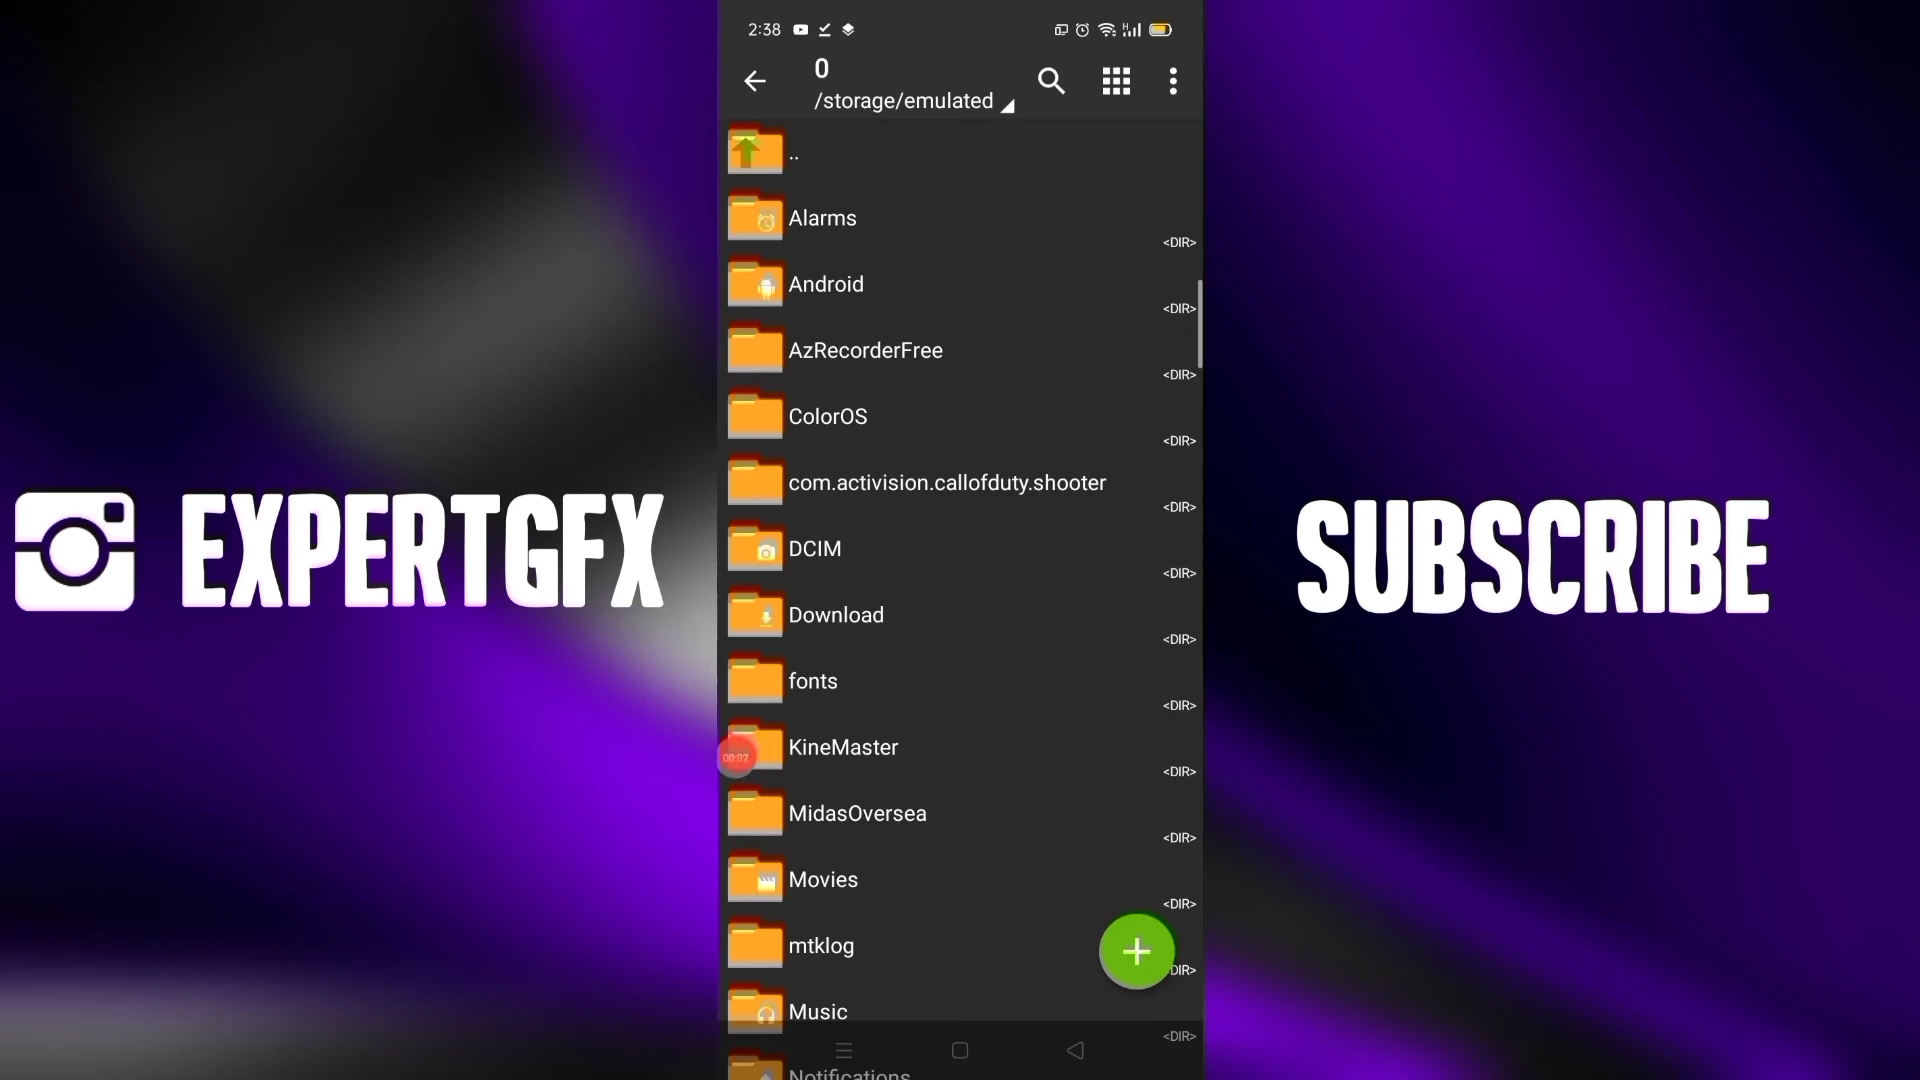 2:38
0
/storage/emulated
..
Alarms
<DIR>
Android
<DIR>
AzRecorderFree
<DIR>
ColorOS
<DIR>
com.activision.callofduty.shooter
<DIR>
DCIM
<DIR>
Download
<DIR>
fonts
<DIR>
KineMaster
00:02
<DIR>
MidasOversea
<DIR>
Movies
<DIR>
mtklog
DIR>
Music
<DIR>
Notifications
EXPERTGFX
SUBSCRIBE